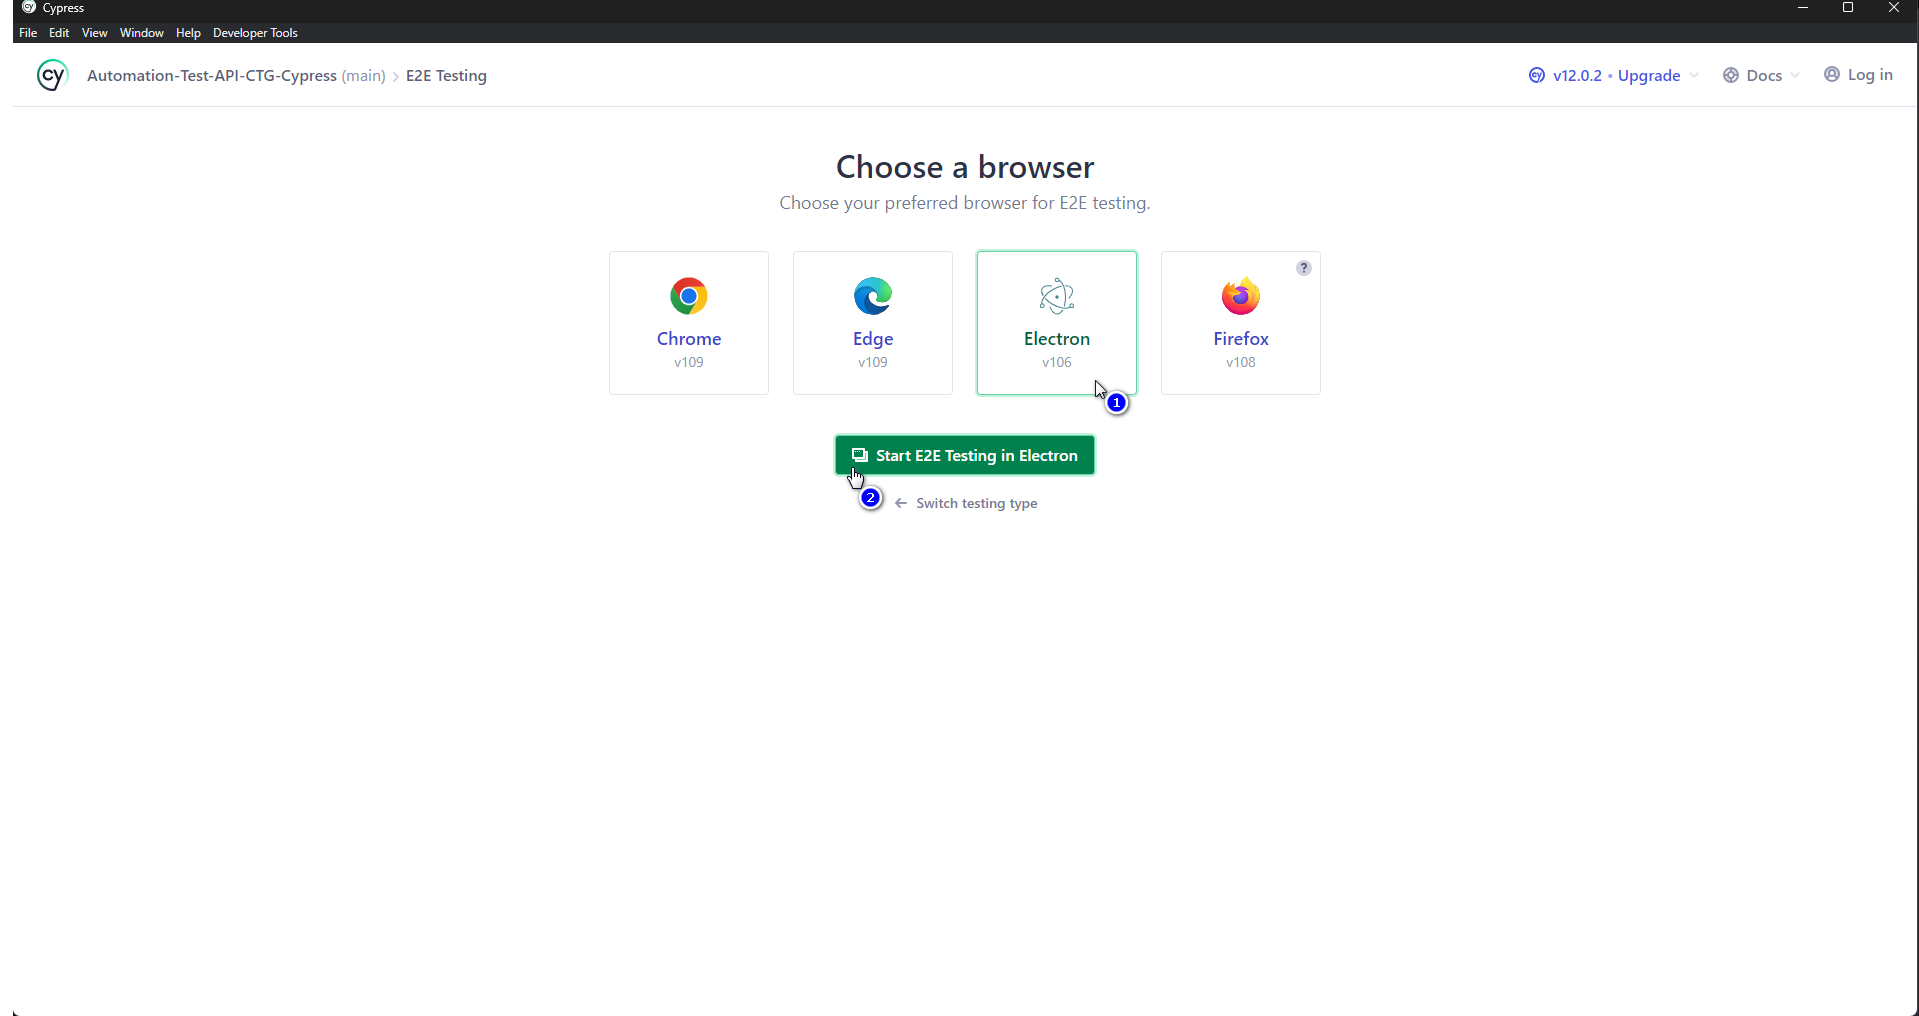 Cypress
File Edit View Window Help Developer Tools
cy Automation-Test-API-CTG-Cypress (main) > E2E Testing
cy v12.0.2 • Upgrade Docs Log in
Choose a browser
Choose your preferred browser for E2E testing.
?
Chrome Edge Electron Firefox
v109 v109 v106 v108
1
Start E2E Testing in Electron
2
← Switch testing type